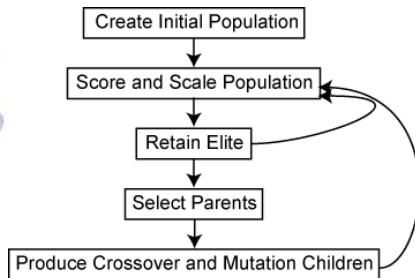 Create Initial Population
Score and Scale Population
Retain Elite
Select Parents
Produce Crossover and Mutation Children